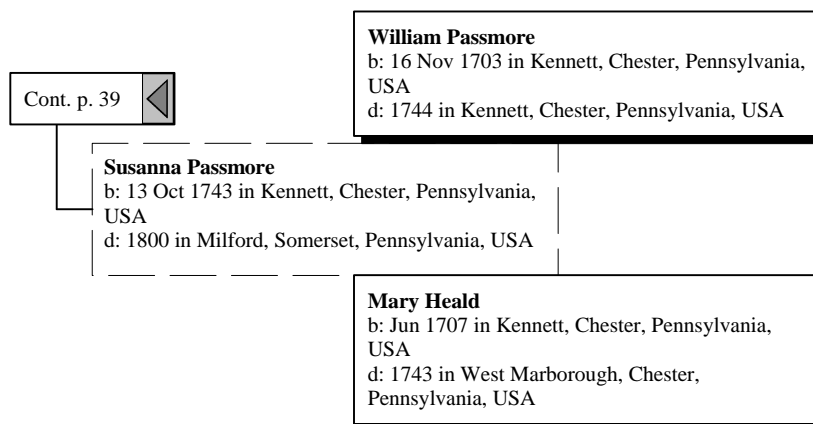 William Passmore
b: 16 Nov 1703 in Kennett, Chester, Pennsylvania,
USA
d: 1744 in Kennett, Chester, Pennsylvania, USA
Cont. p. 39
Susanna Passmore
b: 13 Oct 1743 in Kennett, Chester, Pennsylvania,
USA
d: 1800 in Milford, Somerset, Pennsylvania, USA
Mary Heald
b: Jun 1707 in Kennett, Chester, Pennsylvania,
USA
d: 1743 in West Marborough, Chester,
Pennsylvania, USA